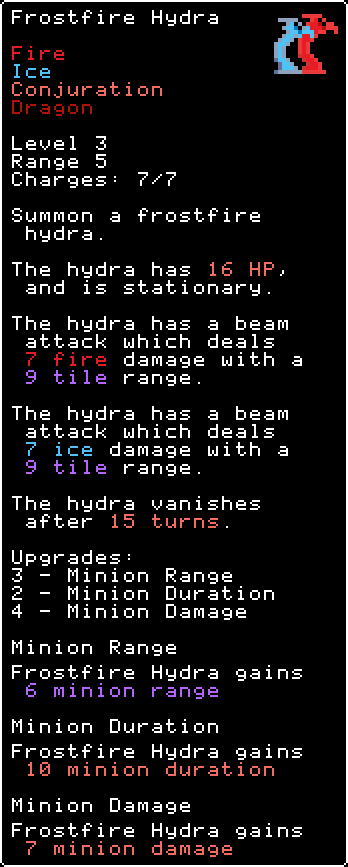 Frostfire Hydra
Fire
Ice
Conjuration
Dragon
Level 3
Range 5
Charges: 7/7
Summon a frostfire
hydra.
The hydra has 16 HP,
and is stationary.
The hydra has a beam
attack which deals
7 fire damage with a
9 tile range.
The hydra has a beam
attack which deals
7 ice damage with a
9 tile range.
The hydra vanishes
after 15 turns.
Upgrades:
3 - Minion Range
2 - Minion Duration
4 - Minion Damage
Minion Range
Frostfire Hydra gains
6 minion range
Minion Duration
Frostfire Hydra gains
10 minion duration
Minion Damage
Frostfire Hydra gains
7 minion damage